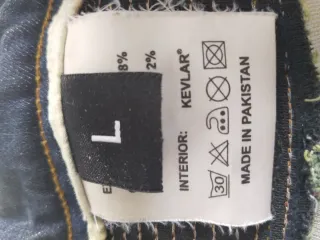 L
8%
2%
INTERIOR: KEVLAR®
30
MADE IN PAKISTAN